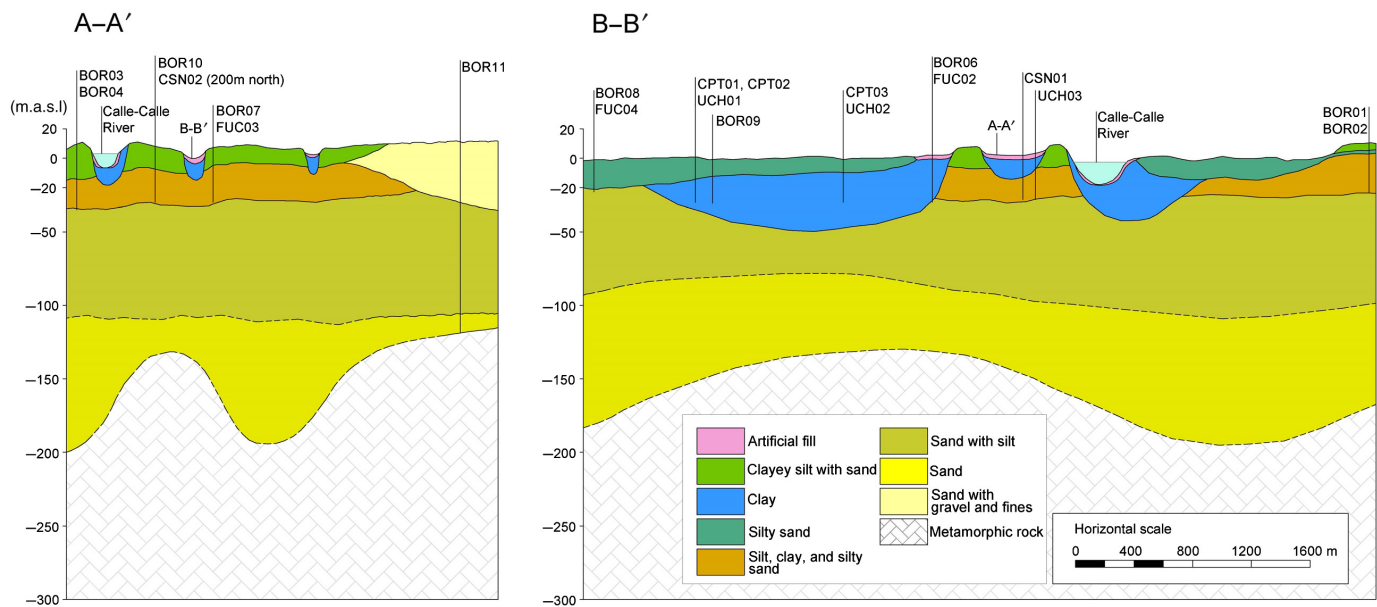 A–A′
B–B′
BOR03
BOR04
BOR10
CSN02 (200m north)
BOR11
(m.a.s.l)
Calle-Calle
River
B-B′
BOR07
FUC03
20
0
−20
−50
−100
−150
−200
−250
−300
BOR08
FUC04
CPT01, CPT02
UCH01
BOR09
CPT03
UCH02
BOR06
FUC02
CSN01
UCH03
A-A′
Calle-Calle
River
BOR01
BOR02
20
0
−20
−50
−100
−150
−200
−250
−300
Artificial fill
Clayey silt with sand
Clay
Silty sand
Silt, clay, and silty
sand
Sand with silt
Sand
Sand with
gravel and fines
Metamorphic rock
Horizontal scale
0 400 800 1200 1600 m